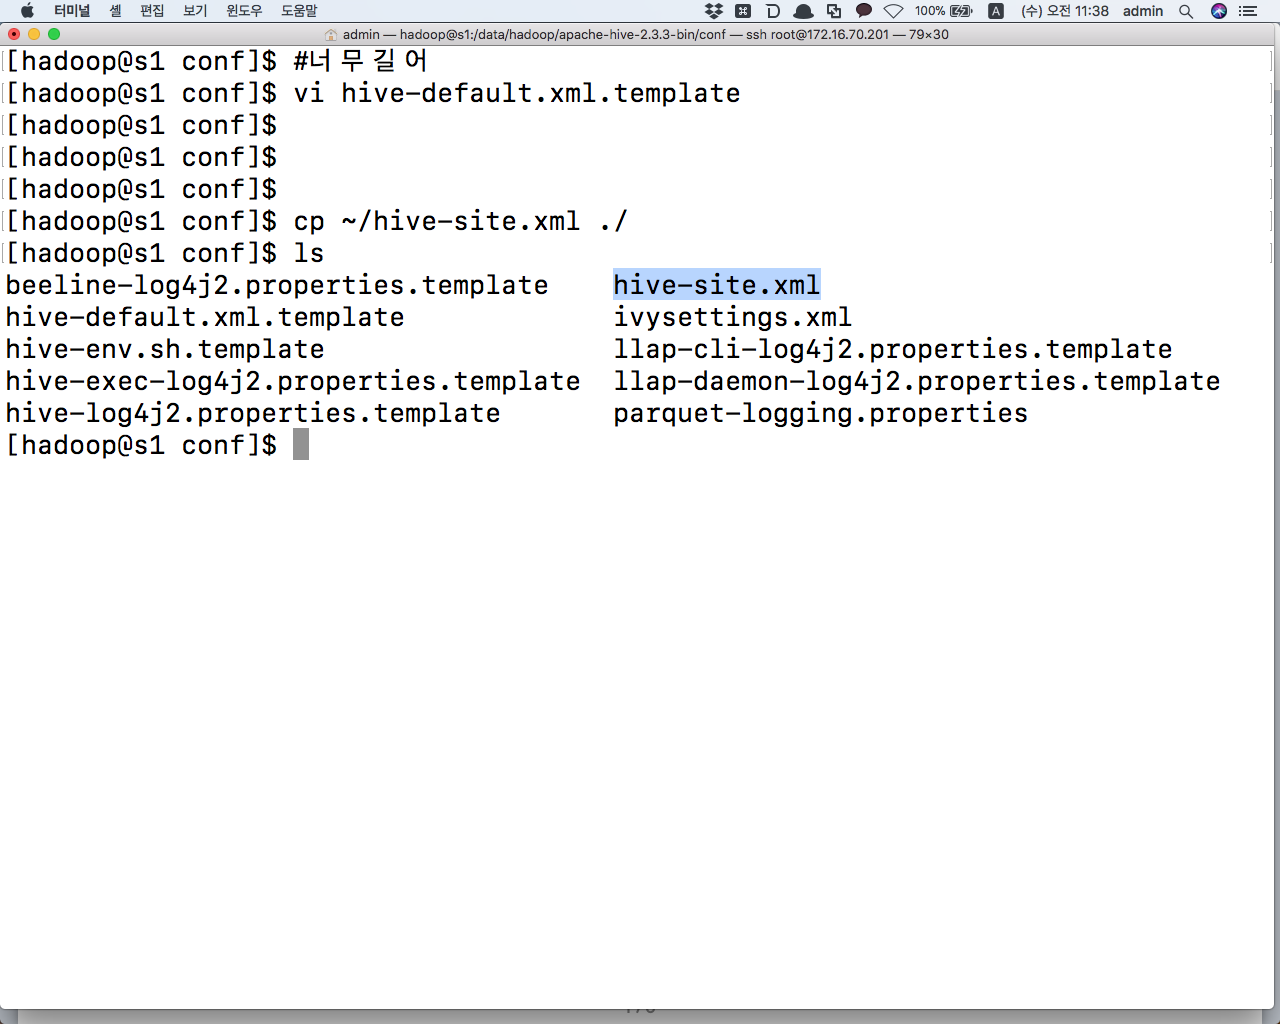 터미널 셸 편집 보기 윈도우 도움말 100% A (수) 오전 11:38 admin
admin — hadoop@s1:/data/hadoop/apache-hive-2.3.3-bin/conf — ssh root@172.16.70.201 — 79×30
[hadoop@s1 conf]$ #너 무 길 어
[hadoop@s1 conf]$ vi hive-default.xml.template
[hadoop@s1 conf]$
[hadoop@s1 conf]$
[hadoop@s1 conf]$
[hadoop@s1 conf]$ cp ~/hive-site.xml ./
[hadoop@s1 conf]$ ls
beeline-log4j2.properties.template hive-site.xml
hive-default.xml.template ivysettings.xml
hive-env.sh.template llap-cli-log4j2.properties.template
hive-exec-log4j2.properties.template llap-daemon-log4j2.properties.template
hive-log4j2.properties.template parquet-logging.properties
[hadoop@s1 conf]$